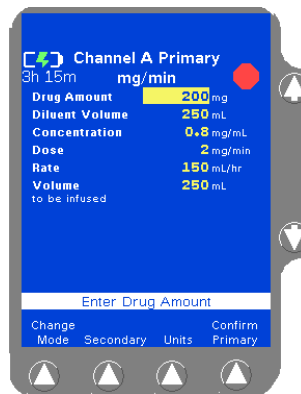 Channel A Primary
3h 15m mg/min
Drug Amount 200 mg
Diluent Volume 250 mL
Concentration 0.8 mg/mL
Dose 2 mg/min
Rate 150 mL/hr
Volume 250 mL
to be infused
Enter Drug Amount
Change Mode Secondary Units Confirm Primary